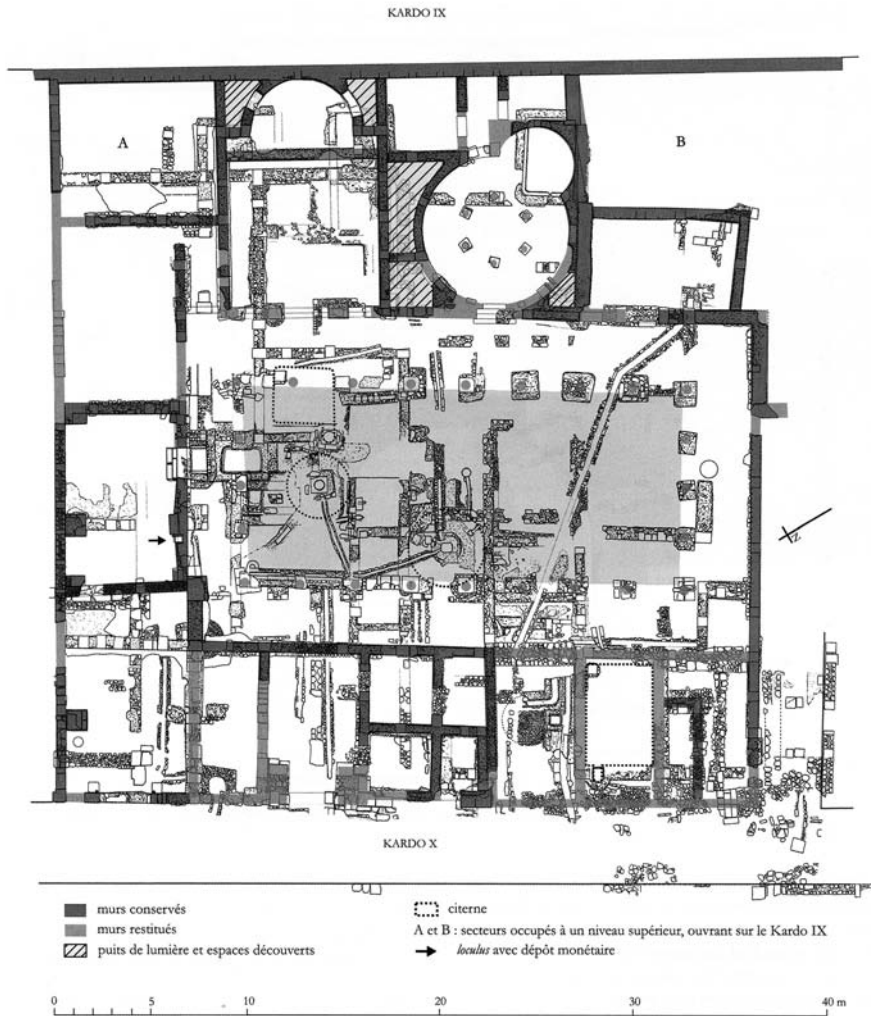 KARDO IX
A
B
N
KARDO X
C
murs conservés
murs restitués
puits de lumière et espaces découverts
citerne
A et B : secteurs occupés à un niveau supérieur, ouvrant sur le Kardo IX
loculus avec dépôt monétaire
0 5 10 20 30 40 m